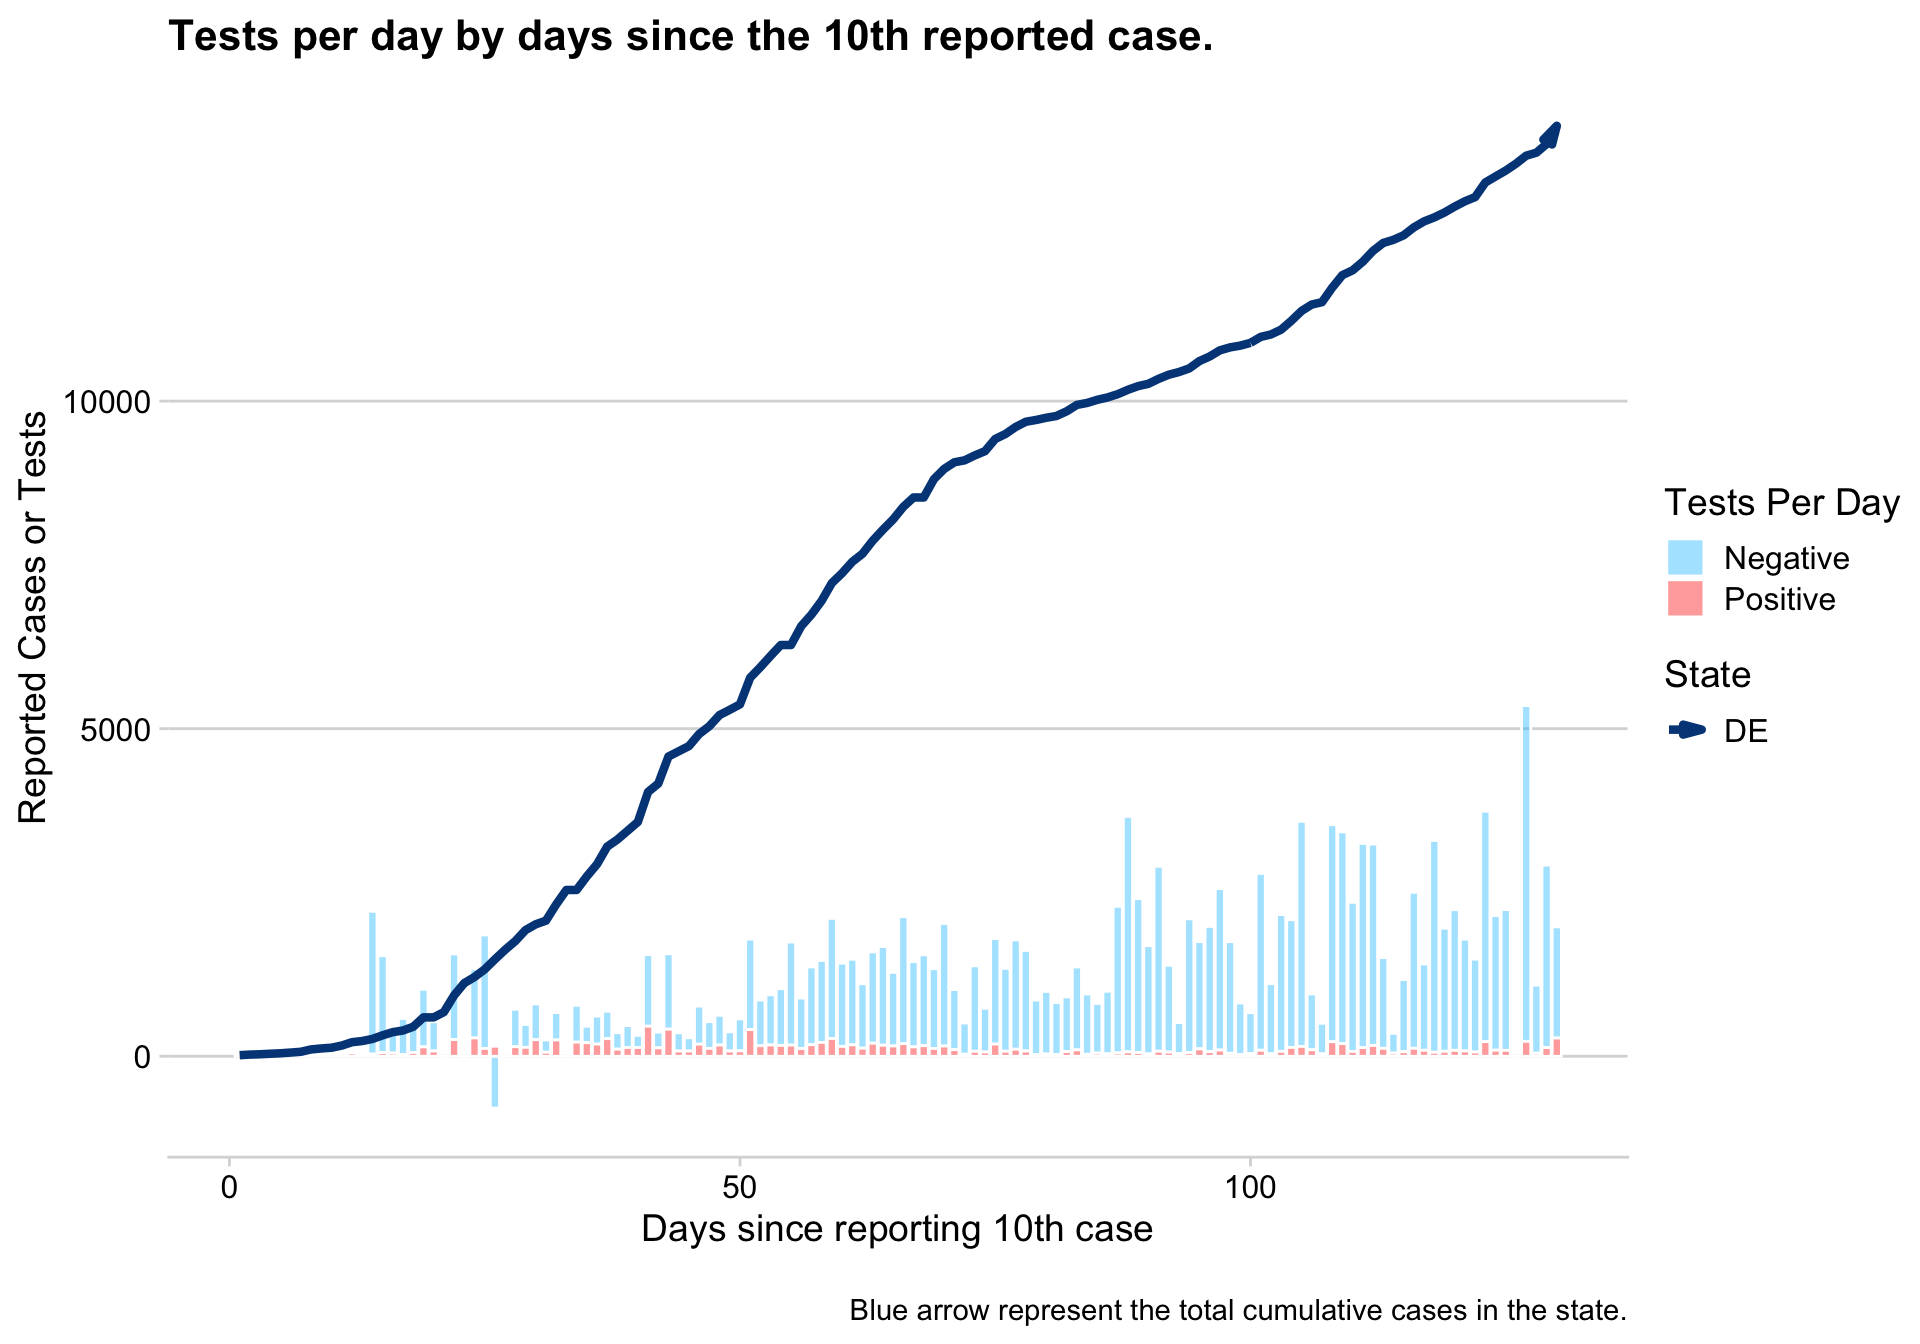 Tests per day by days since the 10th reported case.
Reported Cases or Tests
10000
5000
0
0
50
100
Days since reporting 10th case
Tests Per Day
Negative
Positive
State
DE
Blue arrow represent the total cumulative cases in the state.